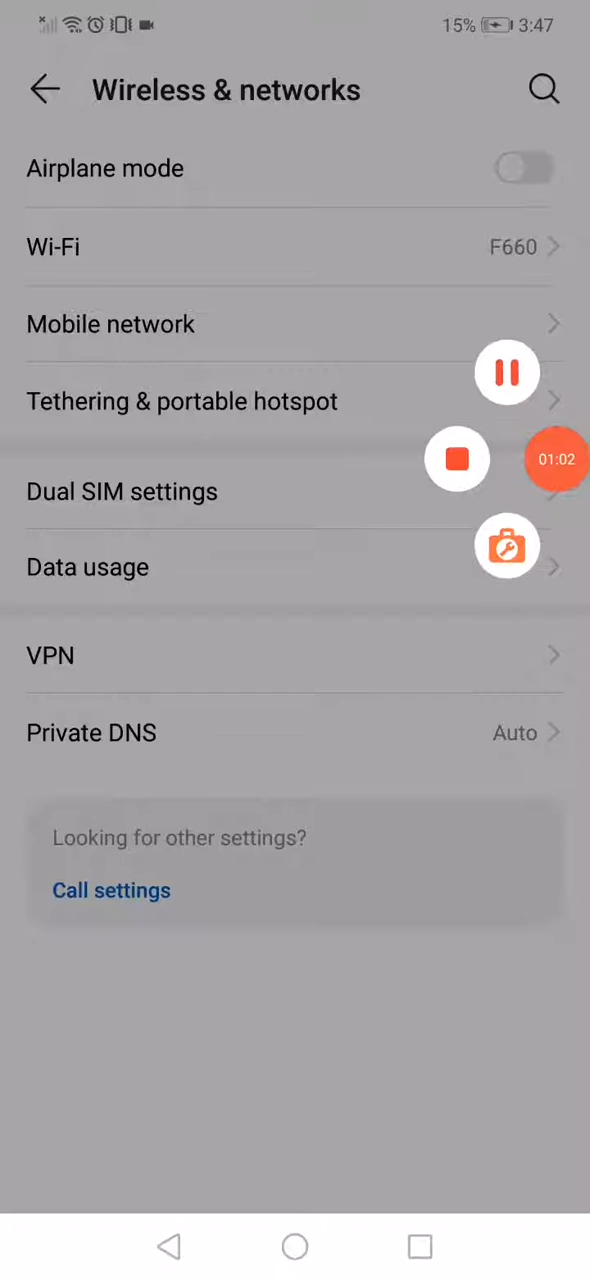 15% 3:47
Wireless & networks
Airplane mode
Wi-Fi F660
Mobile network
Tethering & portable hotspot
01:02
Dual SIM settings
Data usage
VPN
Private DNS Auto
Looking for other settings?
Call settings